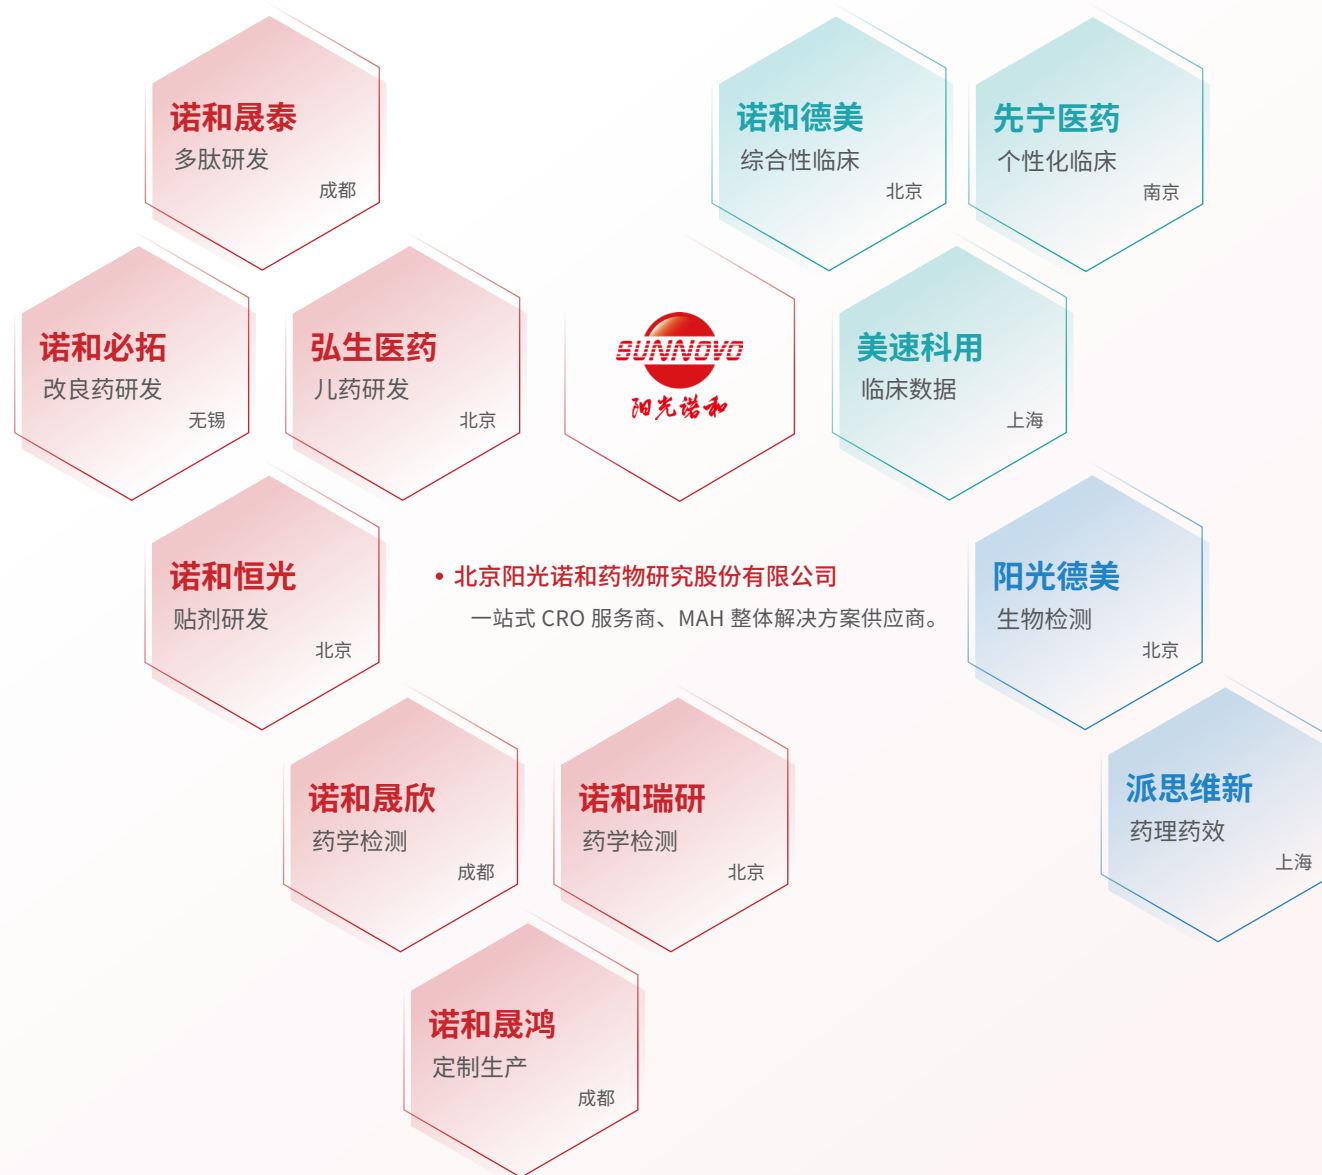 诺和晟泰
多肽研发
成都
诺和德美
综合性临床
北京
先宁医药
个性化临床
南京
诺和必拓
改良药研发
无锡
弘生医药
儿药研发
北京
SUNNOVO
阳光诺和
美速科用
临床数据
上海
诺和恒光
贴剂研发
北京
• 北京阳光诺和药物研究股份有限公司
一站式 CRO 服务商、MAH 整体解决方案供应商。
阳光德美
生物检测
北京
诺和晟欣
药学检测
成都
诺和瑞研
药学检测
北京
派思维新
药理药效
上海
诺和晟鸿
定制生产
成都